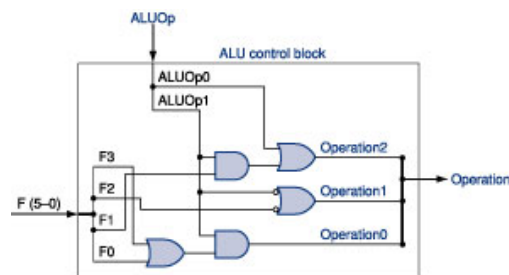 ALUOp
ALU control block
ALUOp0
ALUOp1
F3
Operation2
F2
Operation1
Operation
F (5–0)
F1
Operation0
F0